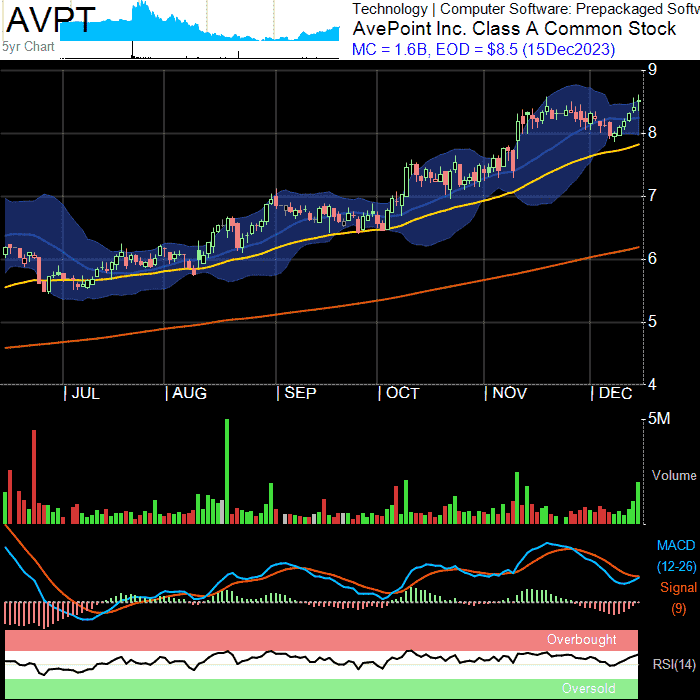 AVPT
5yr Chart
Technology | Computer Software: Prepackaged Softw
AvePoint Inc. Class A Common Stock
MC = 1.6B, EOD = $8.5 (15Dec2023)
9
8
7
6
5
4
| JUL | AUG | SEP | OCT | NOV | DEC
5M
Volume
MACD
(12-26)
Signal
(9)
Overbought
RSI(14)
Oversold